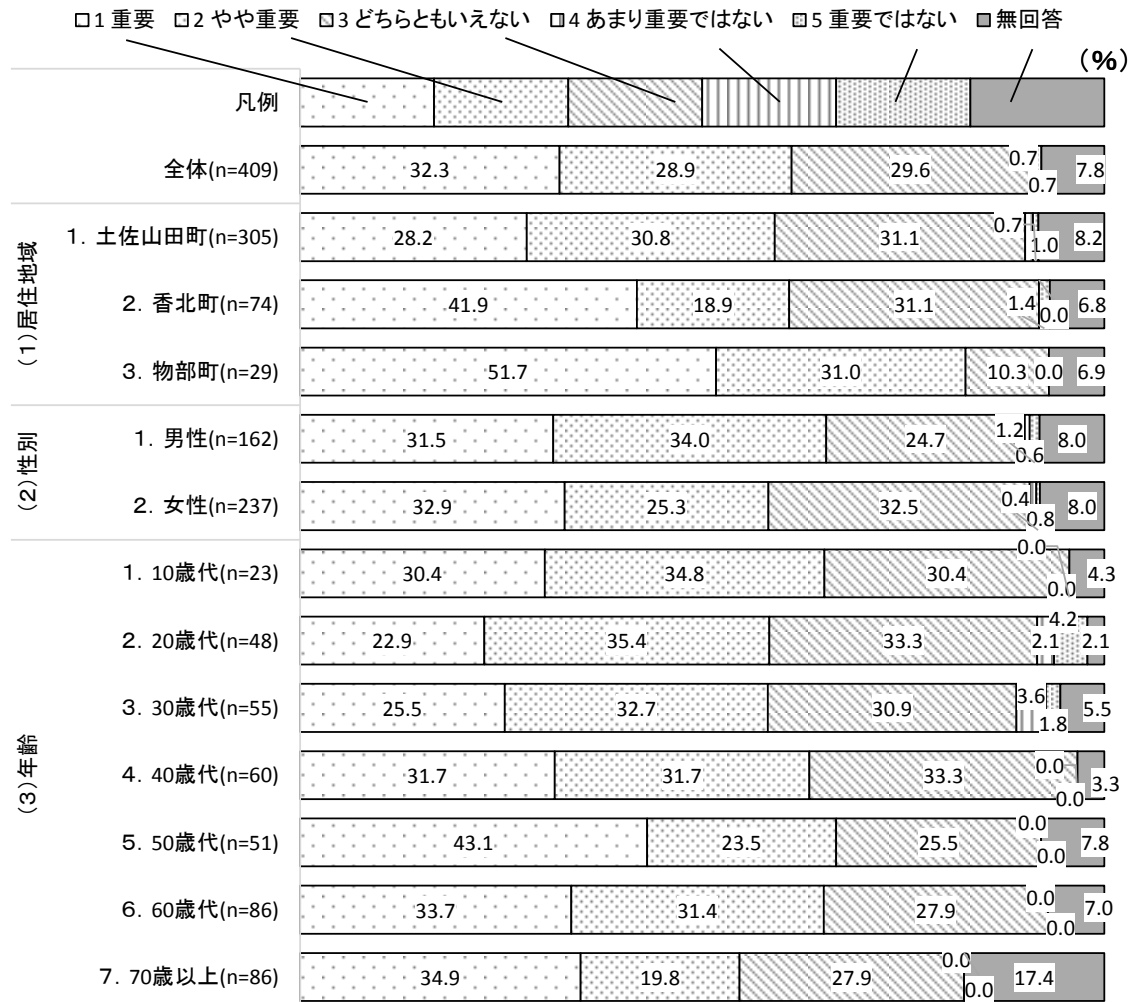 □1 重要 □2 やや重要 □3 どちらともいえない □4 あまり重要ではない □5 重要ではない ■無回答
(%)
凡例
全体(n=409) 32.3 28.9 29.6 0.7 0.7 7.8
(1)居住地域
1．土佐山田町(n=305) 28.2 30.8 31.1 0.7 1.0 8.2
2．香北町(n=74) 41.9 18.9 31.1 1.4 0.0 6.8
3．物部町(n=29) 51.7 31.0 10.3 0.0 6.9
(2)性別
1．男性(n=162) 31.5 34.0 24.7 1.2 0.6 8.0
2．女性(n=237) 32.9 25.3 32.5 0.4 0.8 8.0
(3)年齢
1．10歳代(n=23) 30.4 34.8 30.4 0.0 0.0 4.3
2．20歳代(n=48) 22.9 35.4 33.3 2.1 4.2 2.1
3．30歳代(n=55) 25.5 32.7 30.9 3.6 1.8 5.5
4．40歳代(n=60) 31.7 31.7 33.3 0.0 0.0 3.3
5．50歳代(n=51) 43.1 23.5 25.5 0.0 0.0 7.8
6．60歳代(n=86) 33.7 31.4 27.9 0.0 0.0 7.0
7．70歳以上(n=86) 34.9 19.8 27.9 0.0 0.0 17.4